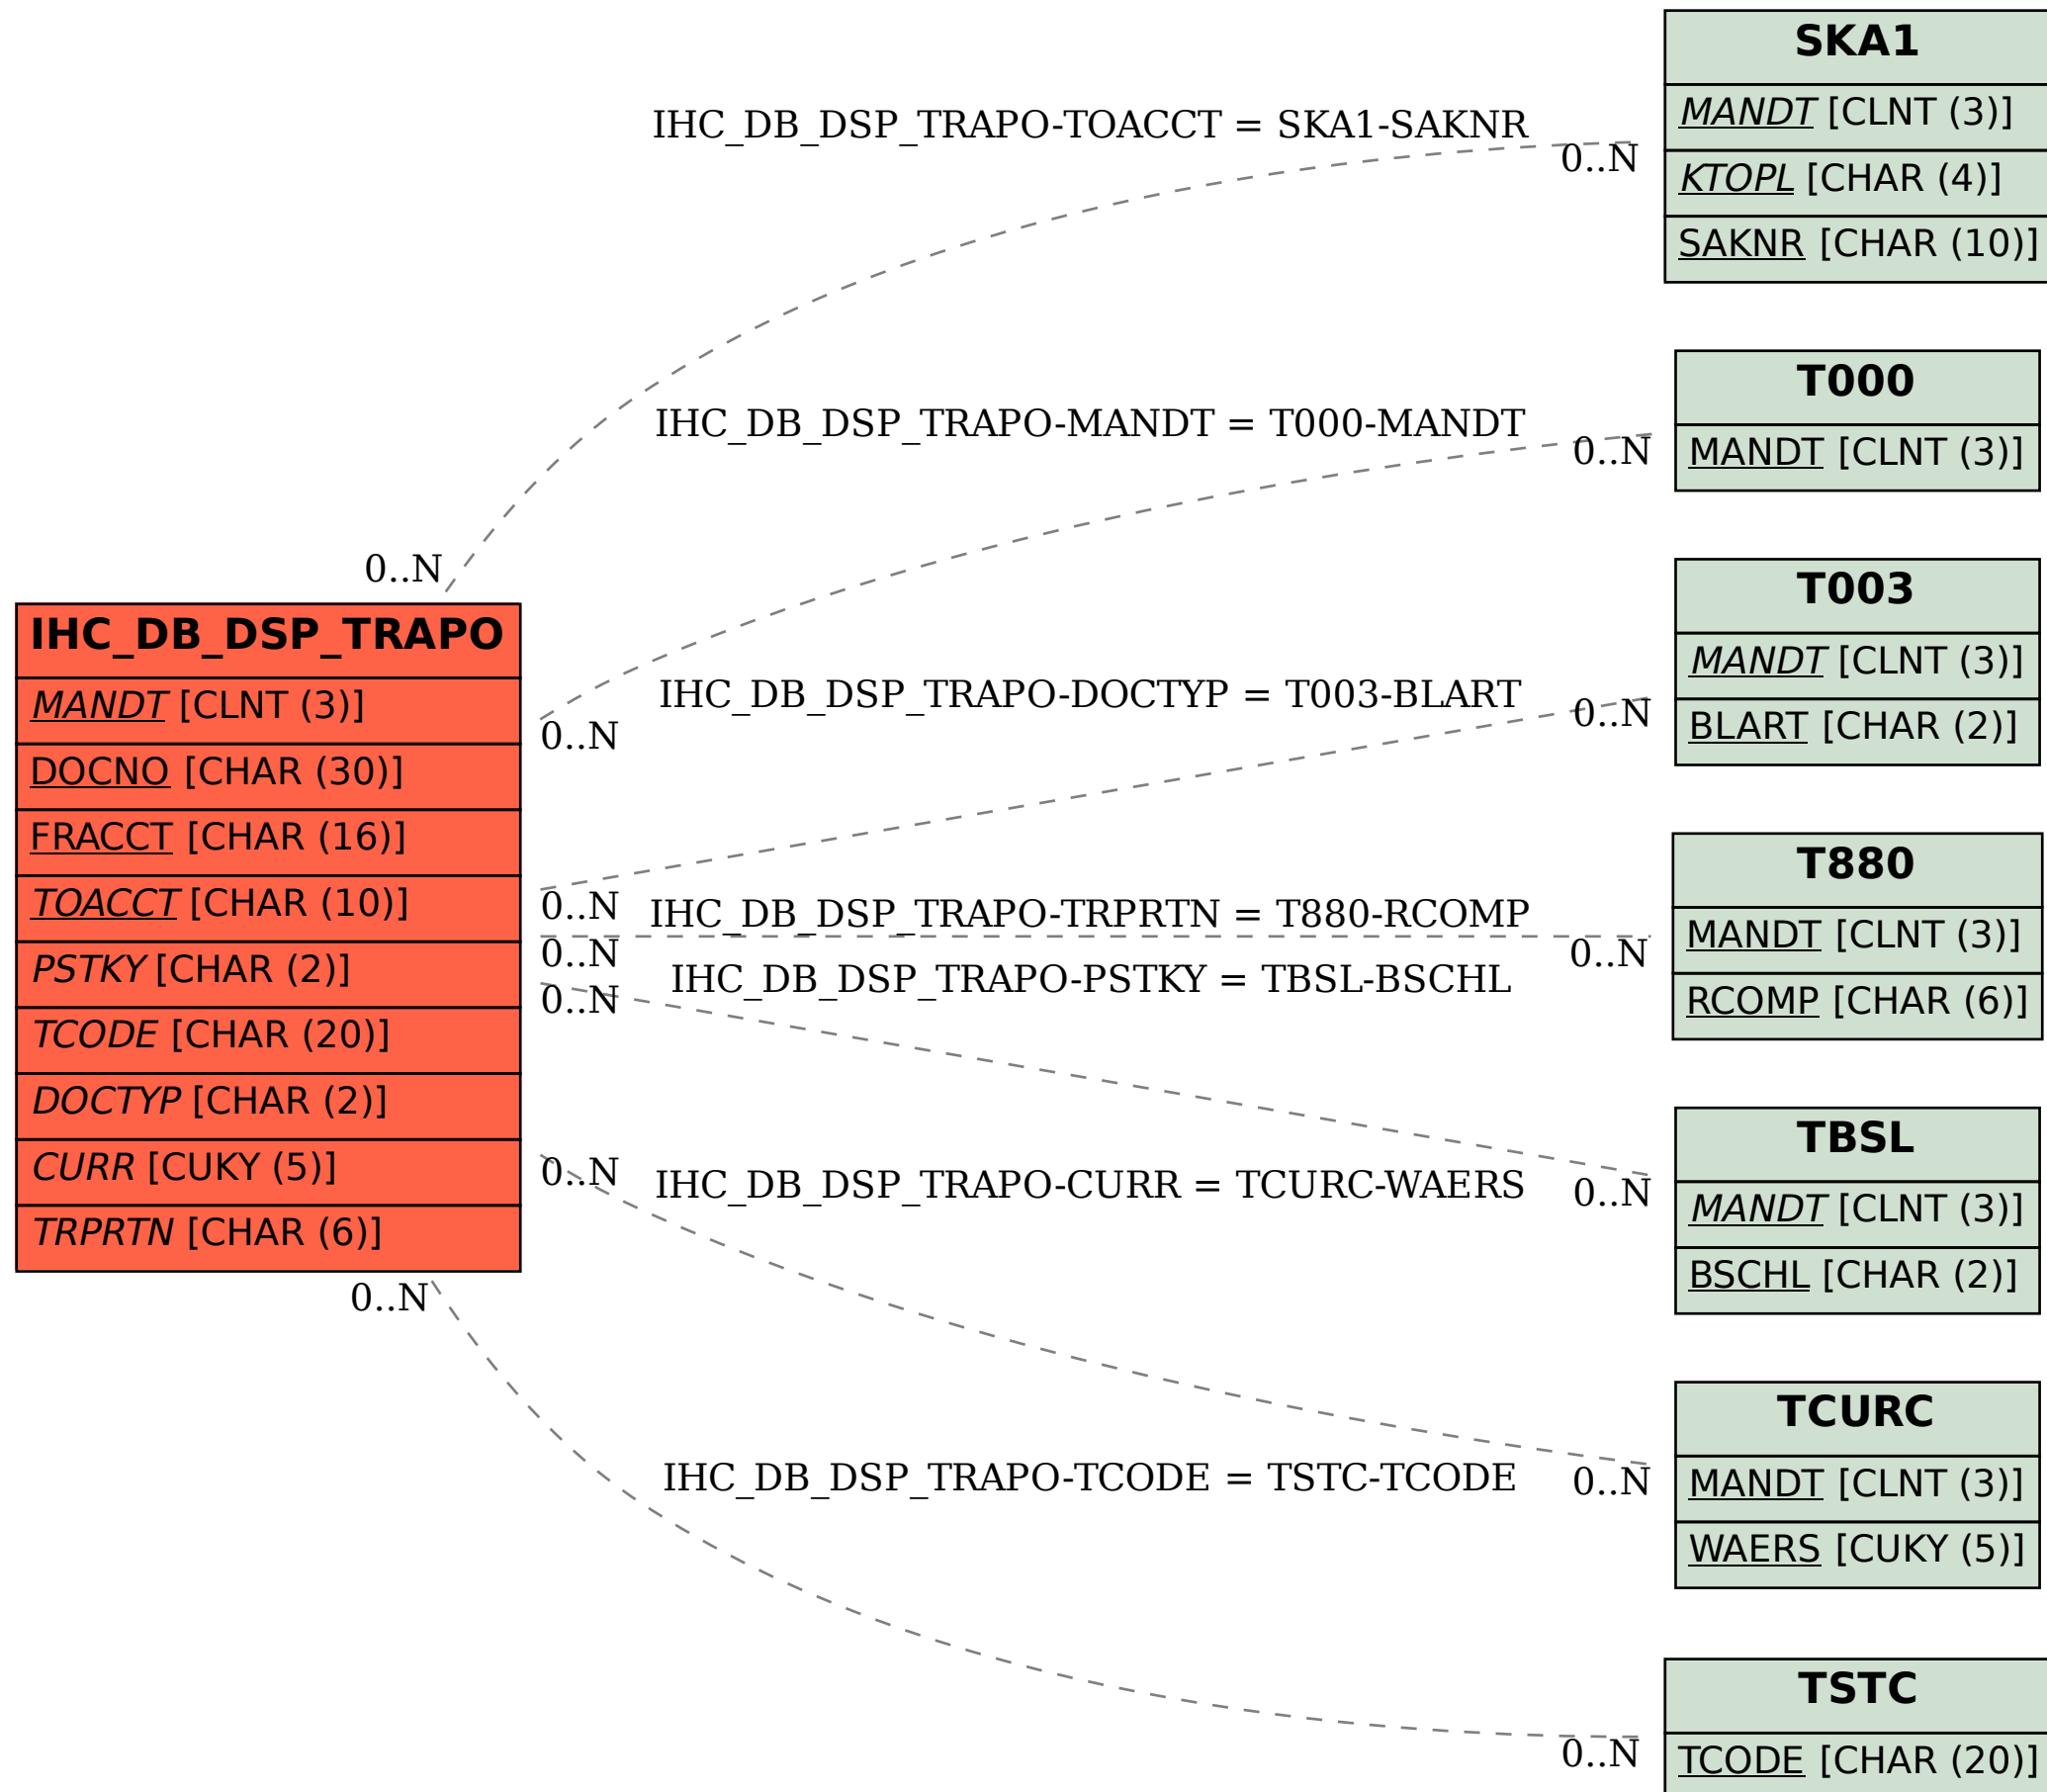 SKA1
MANDT [CLNT (3)]
KTOPL [CHAR (4)]
SAKNR [CHAR (10)]
IHC_DB_DSP_TRAPO-TOACCT = SKA1-SAKNR
0..N
0..N
T000
MANDT [CLNT (3)]
IHC_DB_DSP_TRAPO-MANDT = T000-MANDT
0..N
0..N
T003
MANDT [CLNT (3)]
BLART [CHAR (2)]
IHC_DB_DSP_TRAPO-DOCTYP = T003-BLART
0..N
0..N
IHC_DB_DSP_TRAPO
MANDT [CLNT (3)]
DOCNO [CHAR (30)]
FRACCT [CHAR (16)]
TOACCT [CHAR (10)]
PSTKY [CHAR (2)]
TCODE [CHAR (20)]
DOCTYP [CHAR (2)]
CURR [CUKY (5)]
TRPRTN [CHAR (6)]
T880
MANDT [CLNT (3)]
RCOMP [CHAR (6)]
IHC_DB_DSP_TRAPO-TRPRTN = T880-RCOMP
0..N
0..N
IHC_DB_DSP_TRAPO-PSTKY = TBSL-BSCHL
0..N
0..N
TBSL
MANDT [CLNT (3)]
BSCHL [CHAR (2)]
IHC_DB_DSP_TRAPO-CURR = TCURC-WAERS
0..N
0..N
TCURC
MANDT [CLNT (3)]
WAERS [CUKY (5)]
IHC_DB_DSP_TRAPO-TCODE = TSTC-TCODE
0..N
0..N
TSTC
TCODE [CHAR (20)]